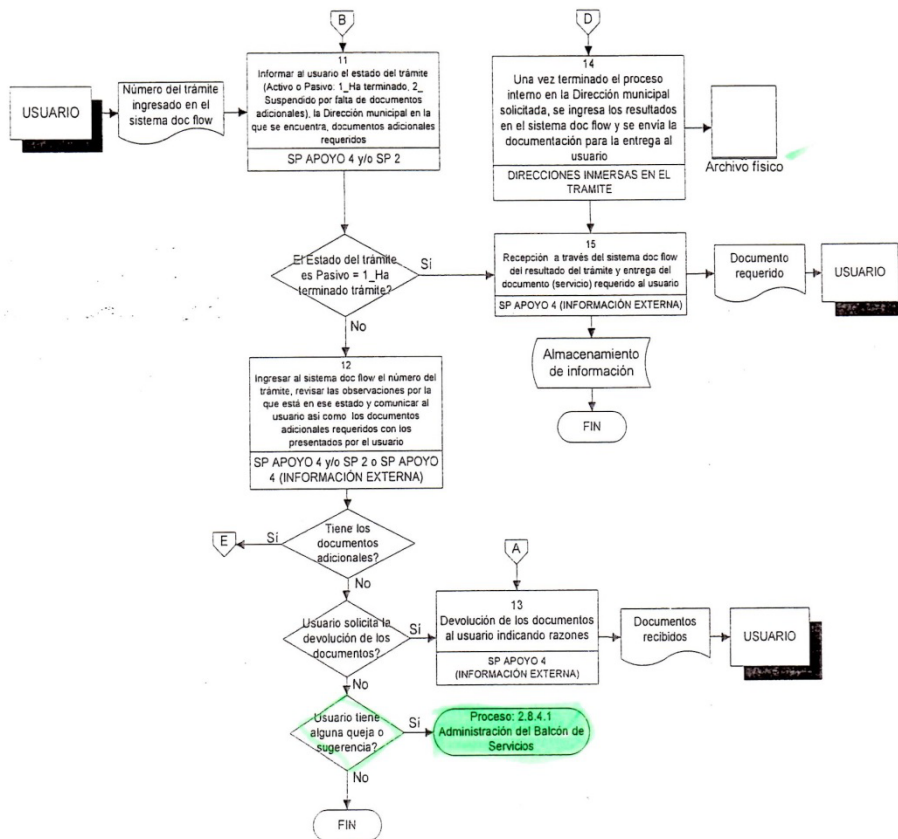 B
D
USUARIO
Número del trámite
ingresado en el
sistema doc flow
11
Informar al usuario el estado del trámite
(Activo o Pasivo: 1_Ha terminado, 2_
Suspendido por falta de documentos
adicionales), la Dirección municipal en la
que se encuentra, documentos adicionales
requeridos
SP APOYO 4 y/o SP 2
14
Una vez terminado el proceso
interno en la Dirección municipal
solicitada, se ingresa los resultados
en el sistema doc flow y se envía la
documentación para la entrega al
usuario
DIRECCIONES INMERSAS EN EL
TRAMITE
Archivo físico
El Estado del trámite
es Pasivo = 1_Ha
terminado trámite?
Sí
No
15
Recepción a través del sistema doc flow
del resultado del trámite y entrega del
documento (servicio) requerido al usuario
SP APOYO 4 (INFORMACIÓN EXTERNA)
Documento
requerido
USUARIO
Almacenamiento
de información
FIN
12
Ingresar al sistema doc flow el número del
trámite, revisar las observaciones por la
que está en ese estado y comunicar al
usuario así como los documentos
adicionales requeridos con los
presentados por el usuario
SP APOYO 4 y/o SP 2 o SP APOYO
4 (INFORMACIÓN EXTERNA)
Tiene los
documentos
adicionales?
Sí
E
No
A
Usuario solicita la
devolución de los
documentos?
Sí
No
13
Devolución de los documentos
al usuario indicando razones
SP APOYO 4
(INFORMACIÓN EXTERNA)
Documentos
recibidos
USUARIO
Usuario tiene
alguna queja o
sugerencia?
Sí
No
Proceso: 2.8.4.1
Administración del Balcón de
Servicios
FIN